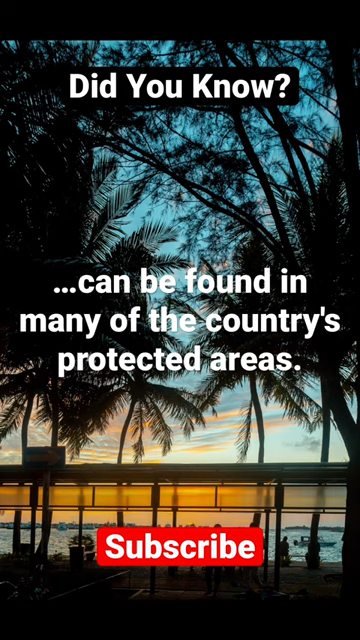 Did You Know?
...can be found in
many of the country's
protected areas.
Subscribe